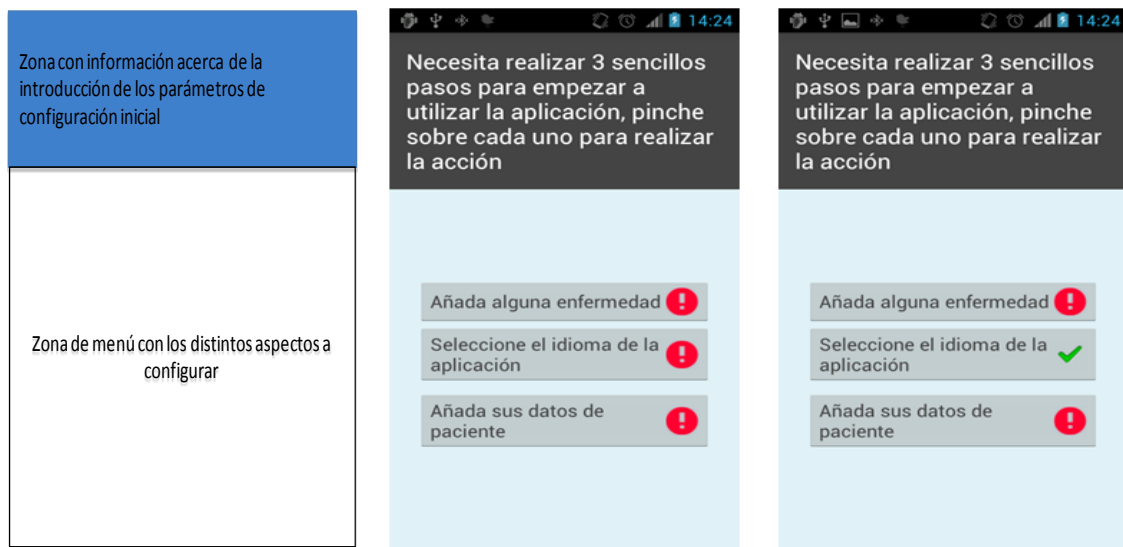 Zona con información acerca de la
introducción de los parámetros de
configuración inicial
Zona de menú con los distintos aspectos a
configurar
14:24
Necesita realizar 3 sencillos
pasos para empezar a
utilizar la aplicación, pinche
sobre cada uno para realizar
la acción
Añada alguna enfermedad
Seleccione el idioma de la
aplicación
Añada sus datos de
paciente
14:24
Necesita realizar 3 sencillos
pasos para empezar a
utilizar la aplicación, pinche
sobre cada uno para realizar
la acción
Añada alguna enfermedad
Seleccione el idioma de la
aplicación
Añada sus datos de
paciente